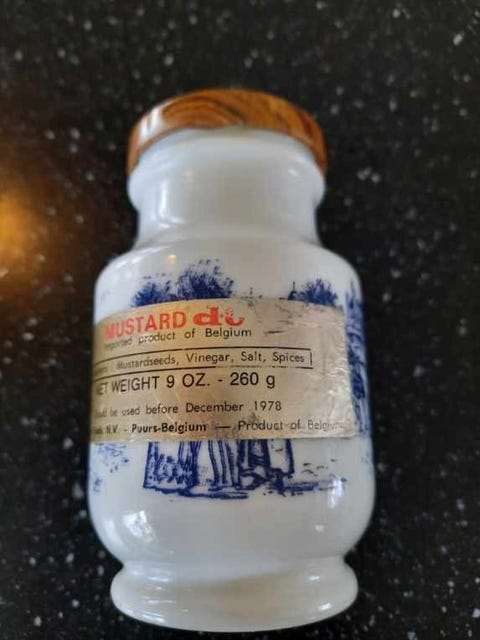 MUSTARD di
Imported product of Belgium
Mustardseeds, Vinegar, Salt, Spices
NET WEIGHT 9 OZ. - 260 g
be used before December 1978
N.V. - Puurs-Belgium — Product of Belgium